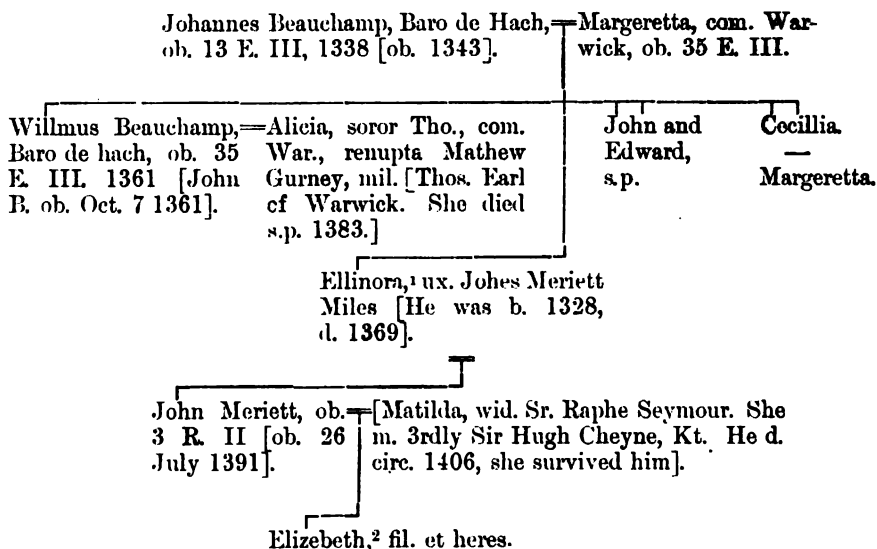 Johannes Beauchamp, Baro de Hach,
ob. 13 E. III, 1338 [ob. 1343].
Margeretta, com. War-
wick, ob. 35 E. III.
Willmus Beauchamp,
Baro de hach, ob. 35
E. III. 1361 [John
B. ob. Oct. 7 1361].
Alicia, soror Tho., com.
War., renupta Mathew
Gurney, mil. [Thos. Earl
of Warwick. She died
s.p. 1383.]
John and
Edward,
s.p.
Cecillia.
—
Margeretta.
Ellinora,¹ ux. Johes Meriett
Miles [He was b. 1328,
d. 1369].
John Meriett, ob.
3 R. II [ob. 26
July 1391].
[Matilda, wid. Sr. Raphe Seymour. She
m. 3rdly Sir Hugh Cheyne, Kt. He d.
circ. 1406, she survived him].
Elizebeth,² fil. et heres.